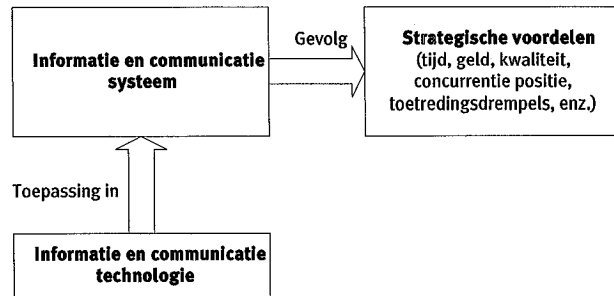 Informatie en communicatie
systeem
Gevolg
Strategische voordelen
(tijd, geld, kwaliteit,
concurrentie positie,
toetredingsdrempels, enz.)
Toepassing in
Informatie en communicatie
technologie